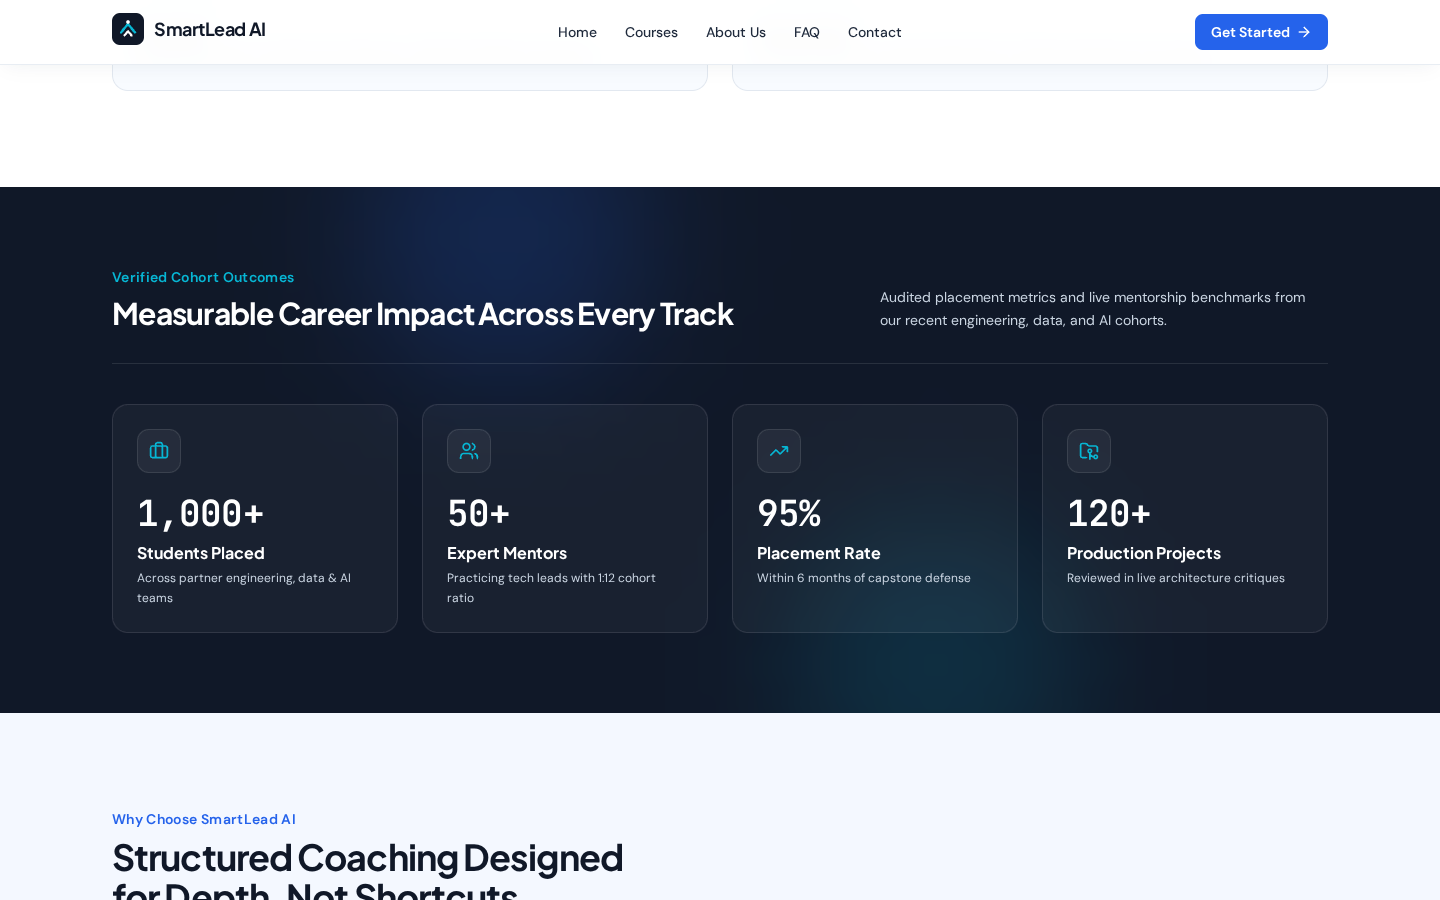 SmartLead AI
Home
Courses
About Us
FAQ
Contact
Get Started
Verified Cohort Outcomes
Measurable Career Impact Across Every Track
Audited placement metrics and live mentorship benchmarks from
our recent engineering, data, and AI cohorts.
1,000+
Students Placed
Across partner engineering, data & AI
teams
50+
Expert Mentors
Practicing tech leads with 1:12 cohort
ratio
95%
Placement Rate
Within 6 months of capstone defense
120+
Production Projects
Reviewed in live architecture critiques
Why Choose SmartLead AI
Structured Coaching Designed
for Depth, Not Shortcuts